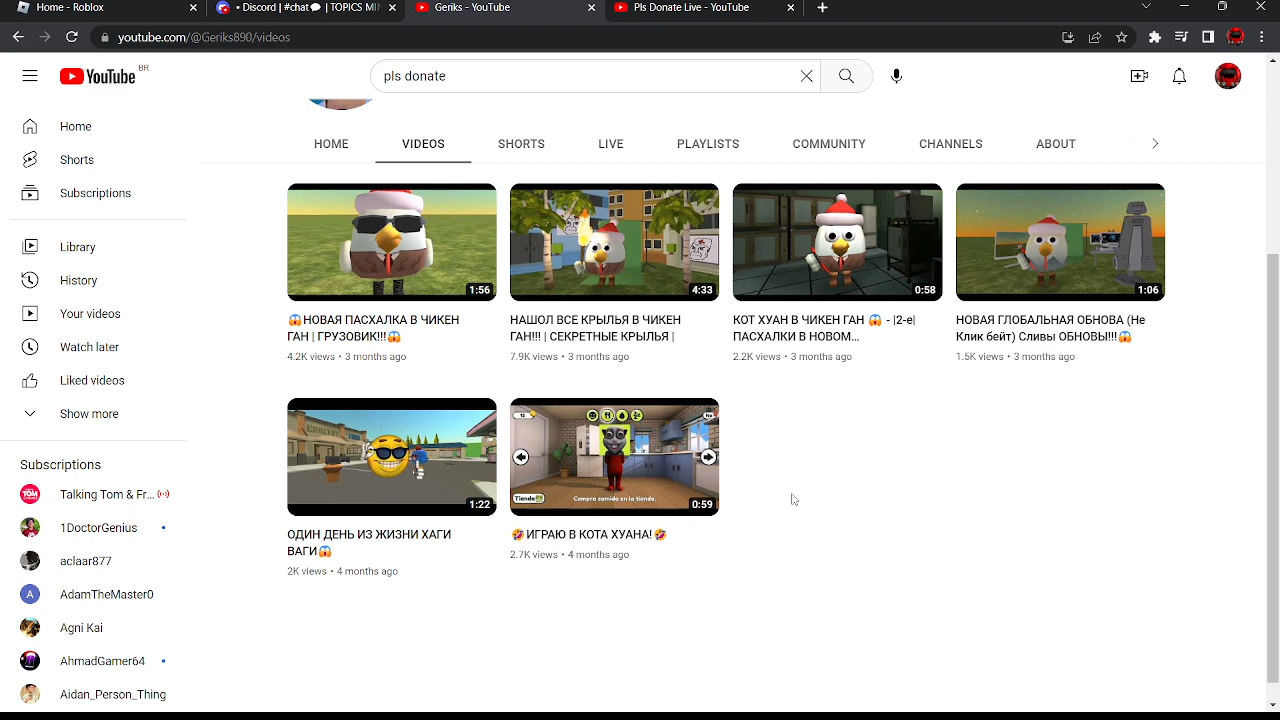 Home - Roblox
• Discord | #chat💬 | TOPICS MIN
Geriks - YouTube
Pls Donate Live - YouTube
youtube.com/@Geriks890/videos
YouTube BR
pls donate
Home
Shorts
Subscriptions
Library
History
Your videos
Watch later
Liked videos
Show more
Subscriptions
Talking Tom & Fr...
1DoctorGenius
aclaar877
AdamTheMaster0
Agni Kai
AhmadGamer64
Aidan_Person_Thing
HOME VIDEOS SHORTS LIVE PLAYLISTS COMMUNITY CHANNELS ABOUT
1:56
😱НОВАЯ ПАСХАЛКА В ЧИКЕН
ГАН | ГРУЗОВИК!!!😱
4.2K views • 3 months ago
4:33
НАШОЛ ВСЕ КРЫЛЬЯ В ЧИКЕН
ГАН!!! | СЕКРЕТНЫЕ КРЫЛЬЯ |
7.9K views • 3 months ago
0:58
КОТ ХУАН В ЧИКЕН ГАН 😱 - |2-е|
ПАСХАЛКИ В НОВОМ...
2.2K views • 3 months ago
1:06
НОВАЯ ГЛОБАЛЬНАЯ ОБНОВА (Не
Клик бейт) Сливы ОБНОВЫ!!!😱
1.5K views • 3 months ago
1:22
ОДИН ДЕНЬ ИЗ ЖИЗНИ ХАГИ
ВАГИ😱
2K views • 4 months ago
12
No
Tienda
Compra comida en la tienda.
0:59
🤣ИГРАЮ В КОТА ХУАНА!🤣
2.7K views • 4 months ago